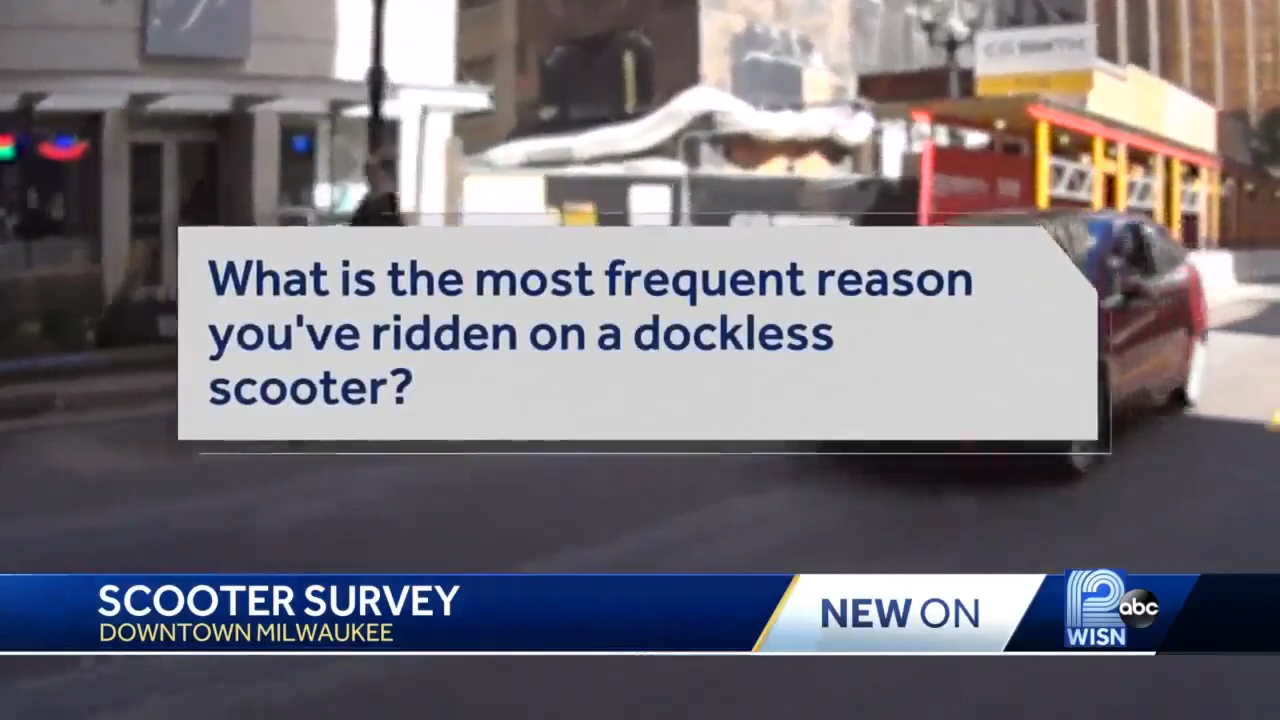 What is the most frequent reason
you've ridden on a dockless
scooter?
SCOOTER SURVEY
DOWNTOWN MILWAUKEE
NEW ON
12
abc
WISN